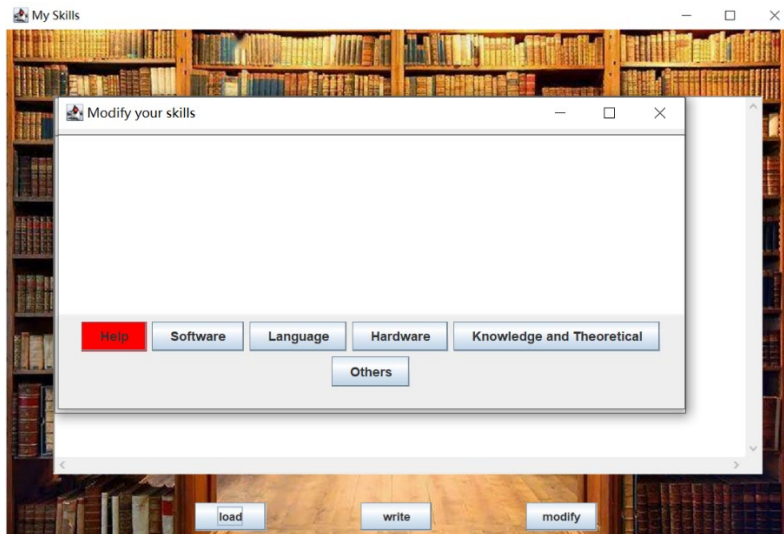 My Skills
Modify your skills
Help Software Language Hardware Knowledge and Theoretical
Others
load write modify